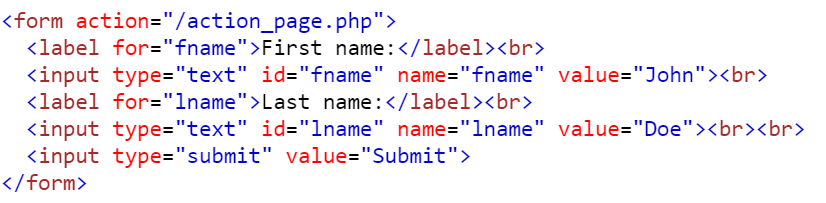 <form action="/action_page.php">
  <label for="fname">First name:</label><br>
  <input type="text" id="fname" name="fname" value="John"><br>
  <label for="lname">Last name:</label><br>
  <input type="text" id="lname" name="lname" value="Doe"><br><br>
  <input type="submit" value="Submit">
</form>